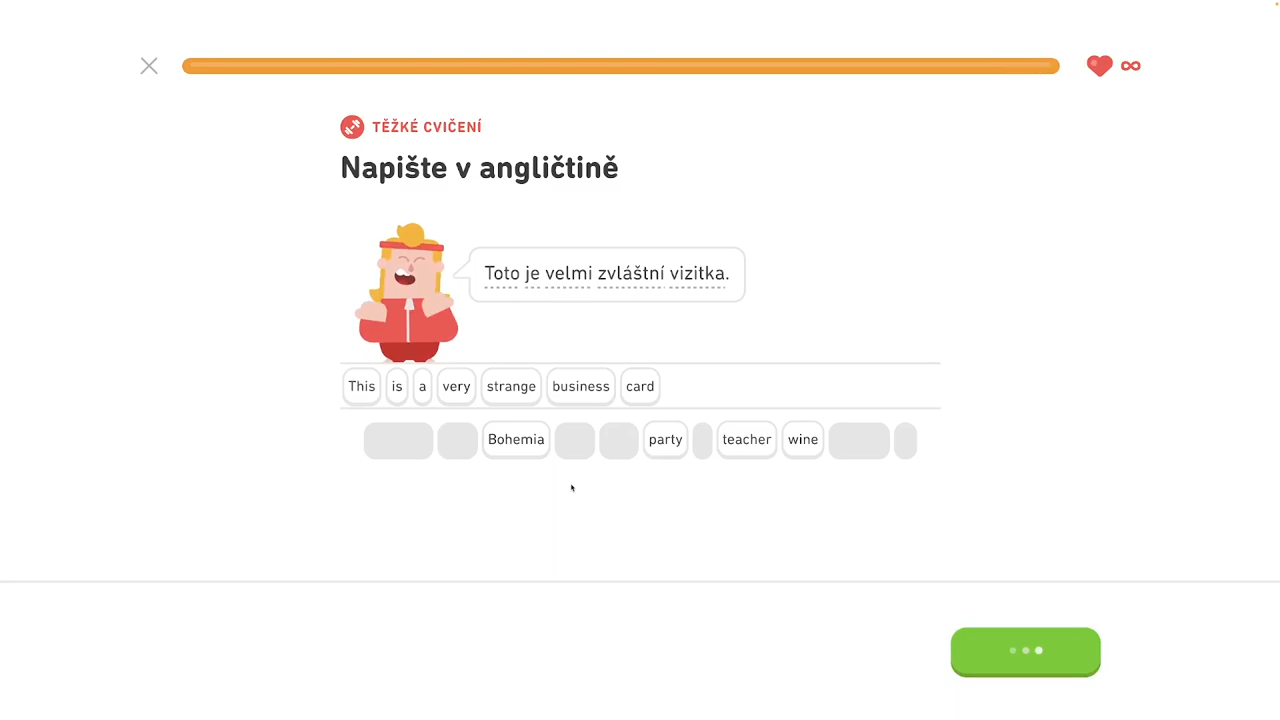 TĚŽKÉ CVIČENÍ
Napište v angličtině
Toto je velmi zvláštní vizitka.
This is a very strange business card
Bohemia party teacher wine